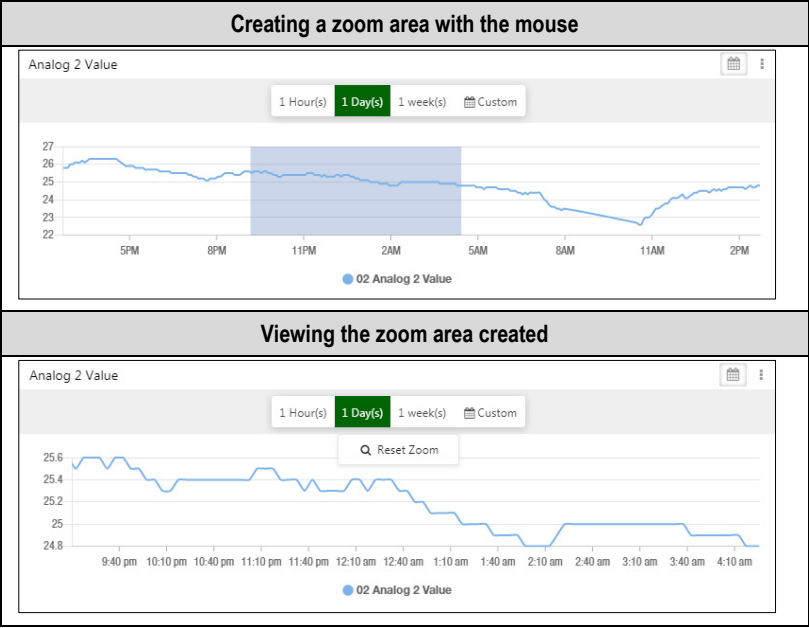 Creating a zoom area with the mouse
Analog 2 Value
1 Hour(s) 1 Day(s) 1 week(s) Custom
27
26
25
24
23
22
5PM 8PM 11PM 2AM 5AM 8AM 11AM 2PM
02 Analog 2 Value
Viewing the zoom area created
Analog 2 Value
1 Hour(s) 1 Day(s) 1 week(s) Custom
Reset Zoom
25.6
25.4
25.2
25
24.8
9:40 pm 10:10 pm 10:40 pm 11:10 pm 11:40 pm 12:10 am 12:40 am 1:10 am 1:40 am 2:10 am 2:40 am 3:10 am 3:40 am 4:10 am
02 Analog 2 Value